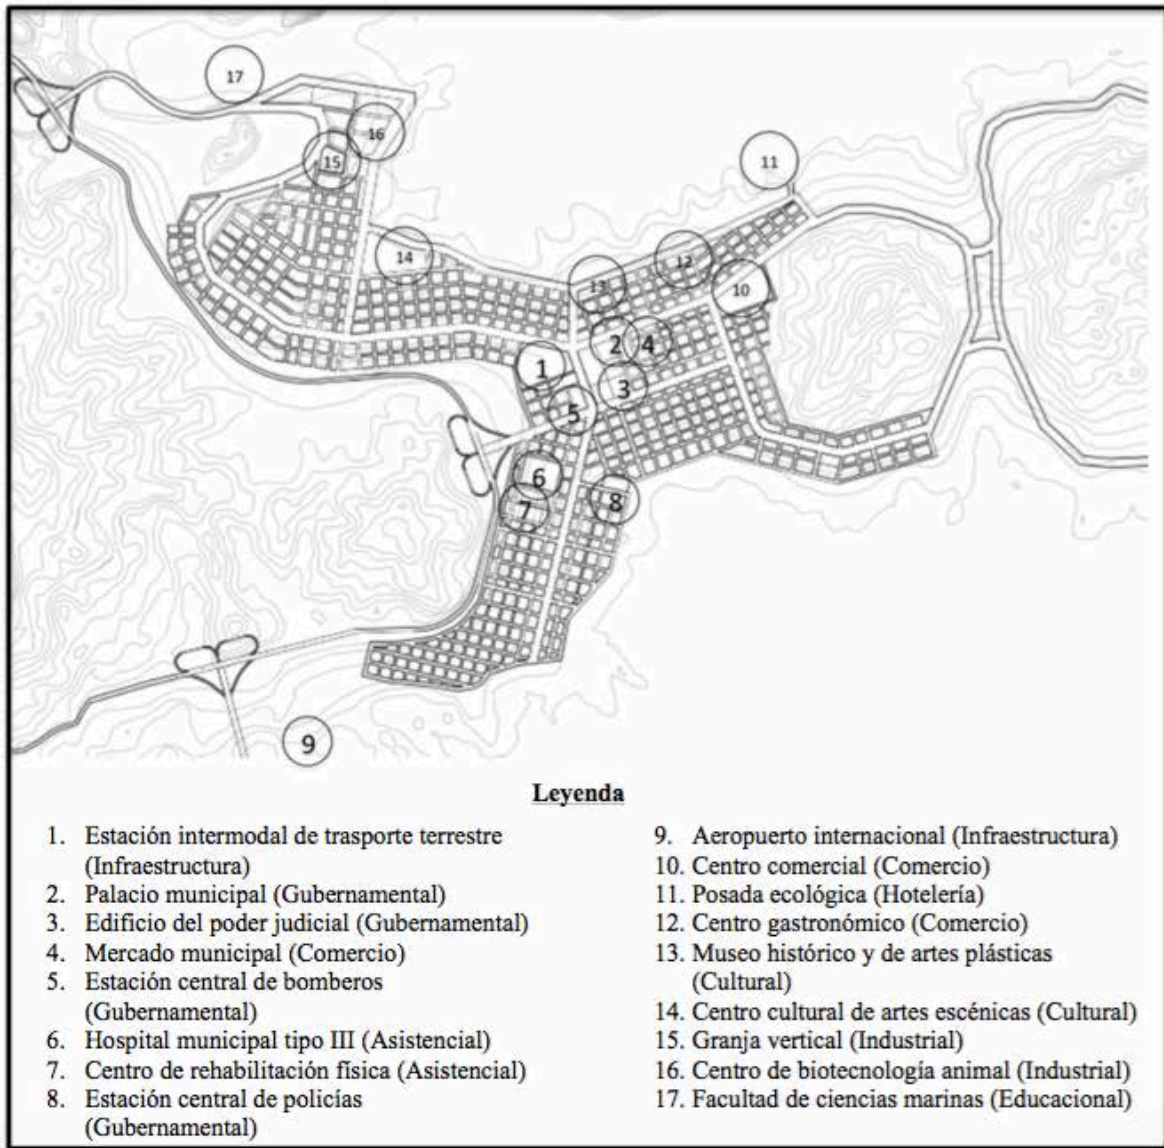 17
16
15
11
14
12
13
10
2
4
1
3
5
6
7
8
9
Leyenda
1. Estación intermodal de trasporte terrestre
(Infraestructura)
2. Palacio municipal (Gubernamental)
3. Edificio del poder judicial (Gubernamental)
4. Mercado municipal (Comercio)
5. Estación central de bomberos
(Gubernamental)
6. Hospital municipal tipo III (Asistencial)
7. Centro de rehabilitación física (Asistencial)
8. Estación central de policías
(Gubernamental)
9. Aeropuerto internacional (Infraestructura)
10. Centro comercial (Comercio)
11. Posada ecológica (Hotelería)
12. Centro gastronómico (Comercio)
13. Museo histórico y de artes plásticas
(Cultural)
14. Centro cultural de artes escénicas (Cultural)
15. Granja vertical (Industrial)
16. Centro de biotecnología animal (Industrial)
17. Facultad de ciencias marinas (Educacional)